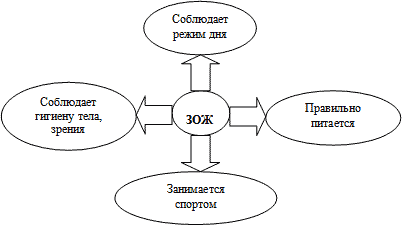 Соблюдает
режим дня
Соблюдает
гигиену тела,
зрения
ЗОЖ
Правильно
питается
Занимается
спортом